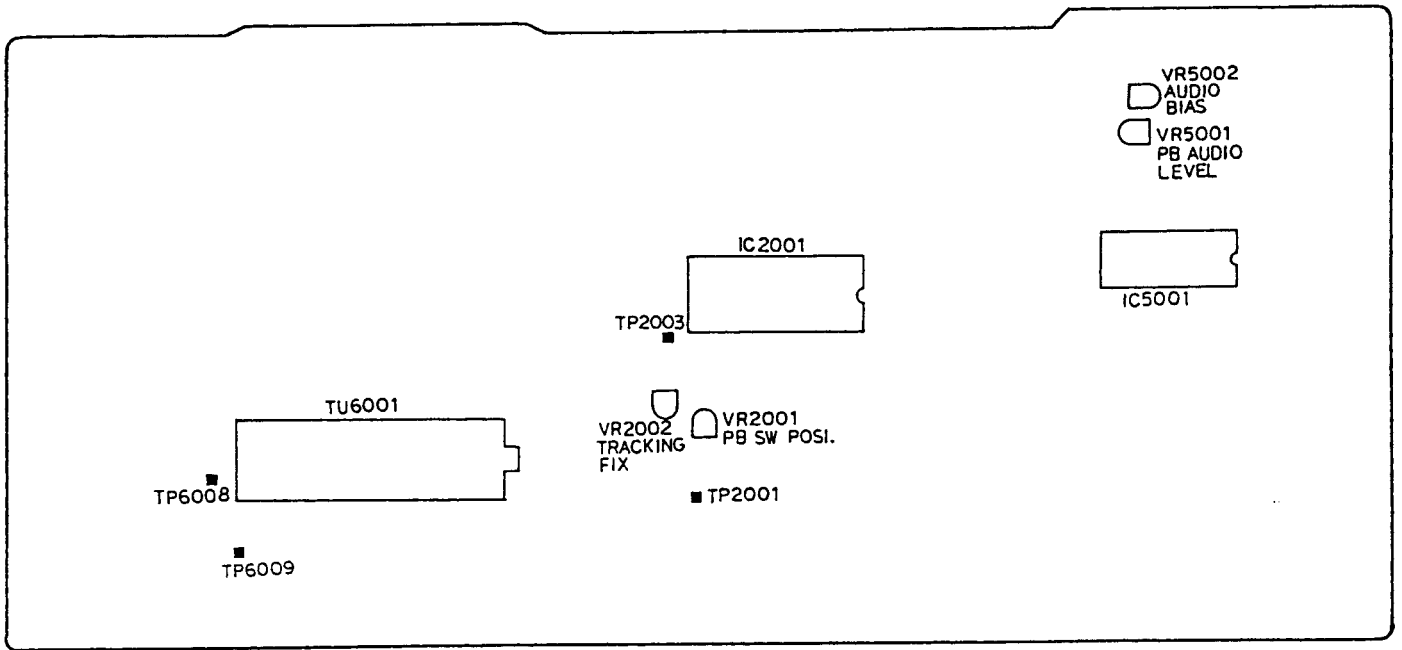 VR5002
AUDIO
BIAS
VR5001
PB AUDIO
LEVEL
IC2001
IC5001
TP2003
TU6001
VR2002
TRACKING
FIX
VR2001
PB SW POSI.
TP6008
TP2001
TP6009